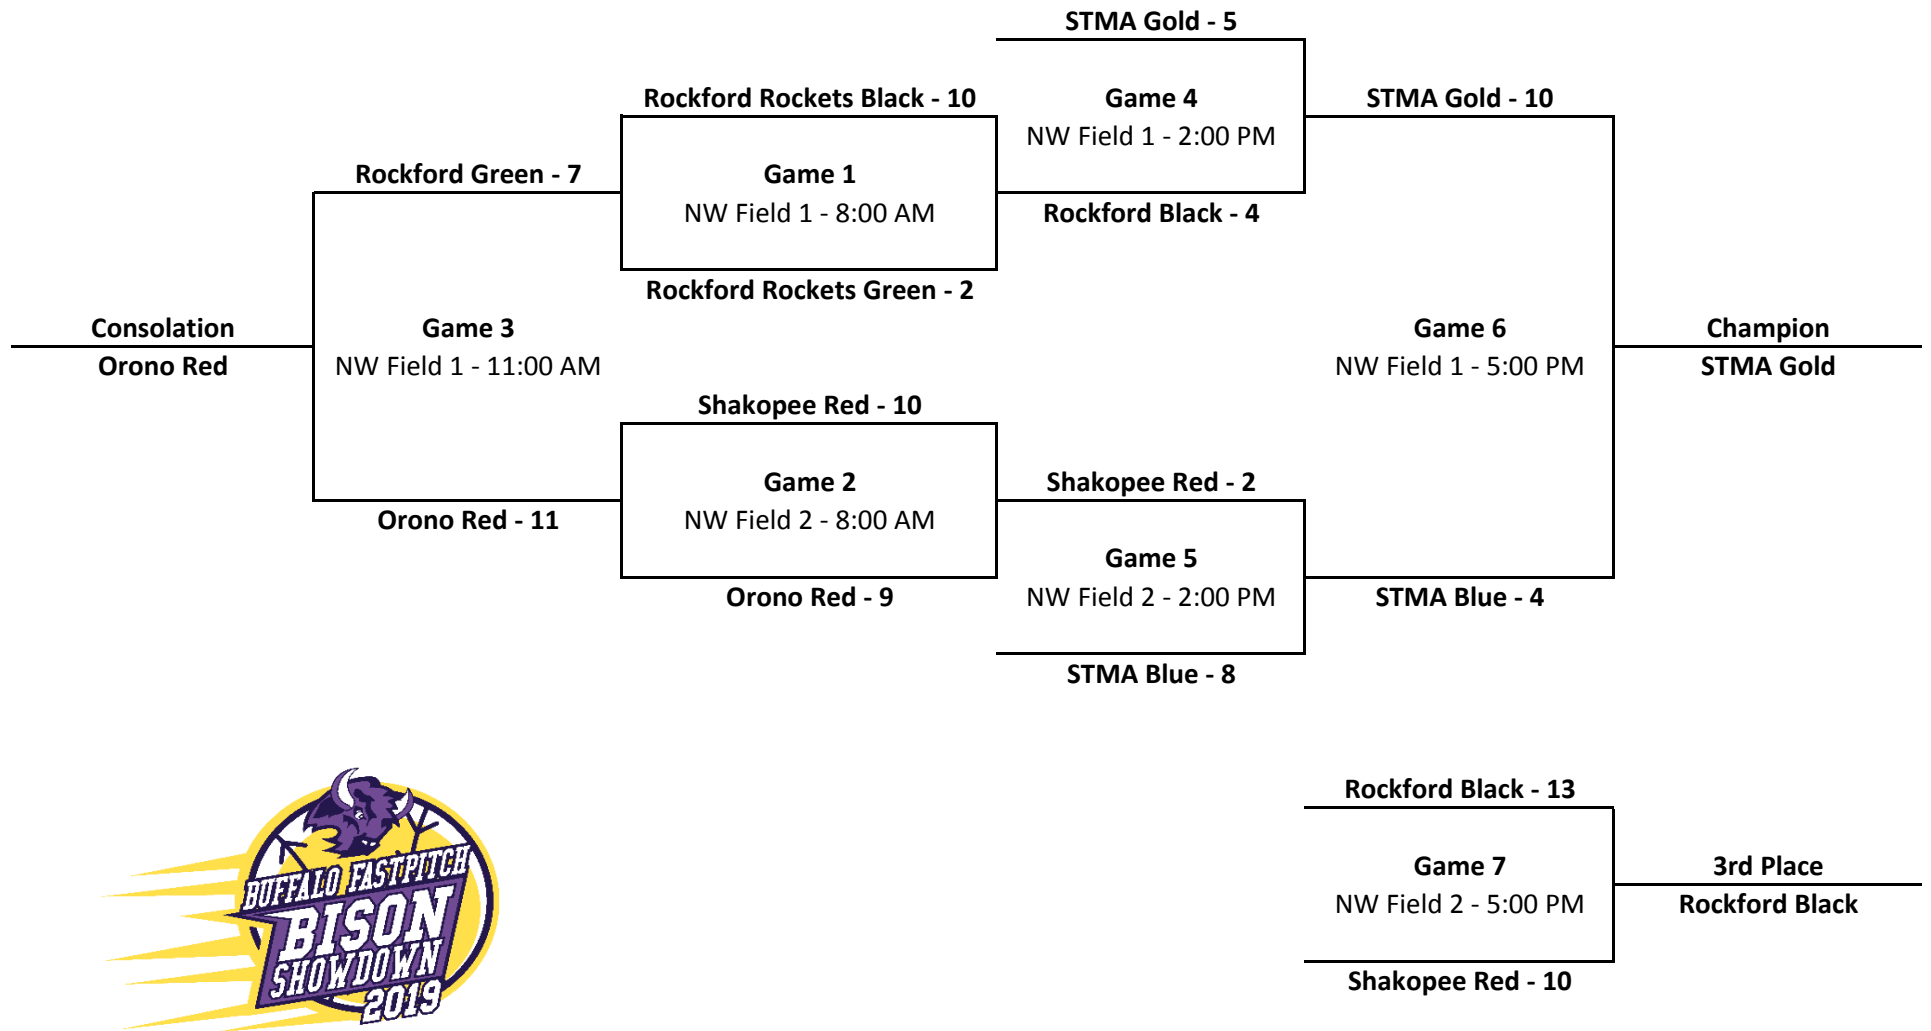 STMA Gold - 5
Rockford Rockets Black - 10
Game 4
STMA Gold - 10
NW Field 1 - 2:00 PM
Rockford Green - 7
Game 1
NW Field 1 - 8:00 AM
Rockford Black - 4
Rockford Rockets Green - 2
Consolation
Game 3
Game 6
Champion
Orono Red
NW Field 1 - 11:00 AM
NW Field 1 - 5:00 PM
STMA Gold
Shakopee Red - 10
Game 2
Shakopee Red - 2
Orono Red - 11
NW Field 2 - 8:00 AM
Game 5
Orono Red - 9
NW Field 2 - 2:00 PM
STMA Blue - 4
STMA Blue - 8
Rockford Black - 13
Game 7
3rd Place
NW Field 2 - 5:00 PM
Rockford Black
Shakopee Red - 10
BUFFALO FASTPITCH
BISON
SHOWDOWN
2019